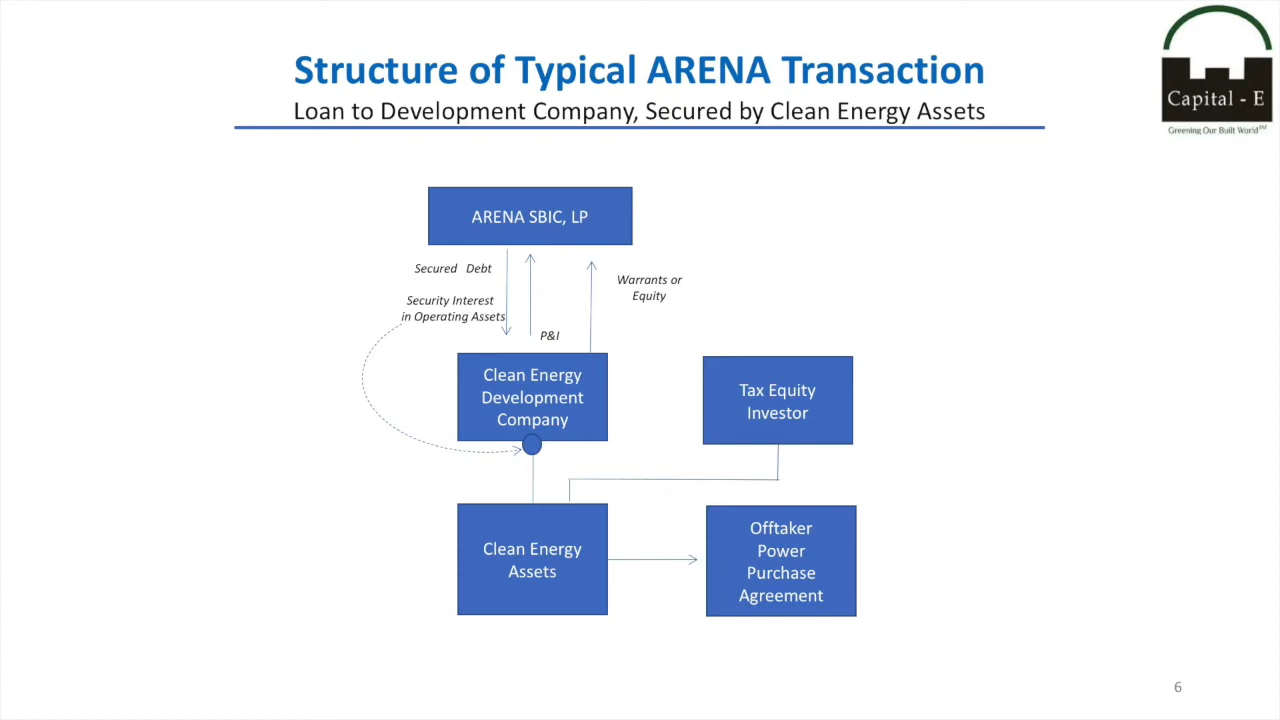 Structure of Typical ARENA Transaction
Loan to Development Company, Secured by Clean Energy Assets
Capital - E
Greening Our Built World℠
ARENA SBIC, LP
Secured Debt
Security Interest
in Operating Assets
P&I
Warrants or
Equity
Clean Energy
Development
Company
Tax Equity
Investor
Clean Energy
Assets
Offtaker
Power
Purchase
Agreement
6